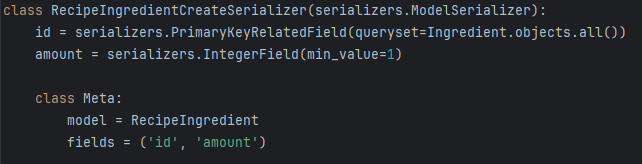 class RecipeIngredientCreateSerializer(serializers.ModelSerializer):
    id = serializers.PrimaryKeyRelatedField(queryset=Ingredient.objects.all())
    amount = serializers.IntegerField(min_value=1)

    class Meta:
        model = RecipeIngredient
        fields = ('id', 'amount')